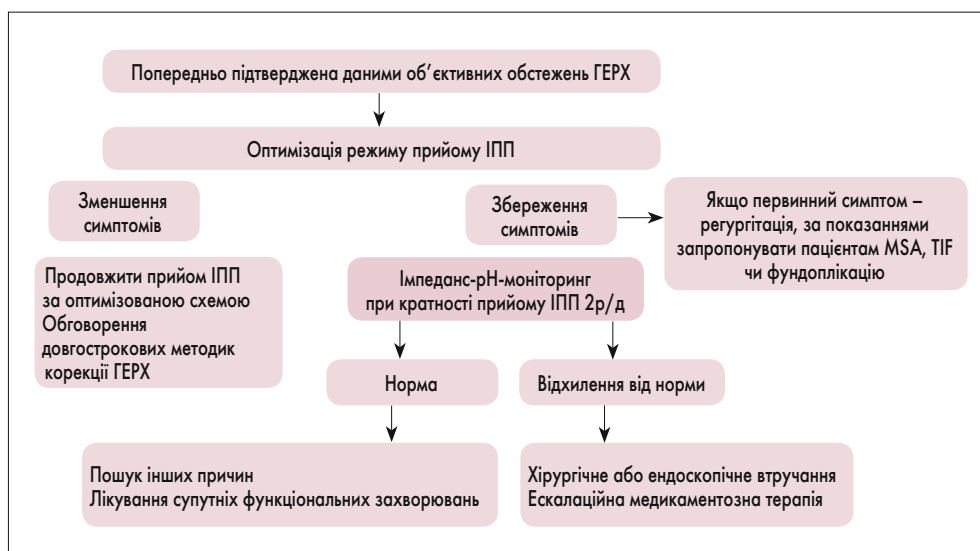 Попередньо підтверджена даними об’єктивних обстежень ГЕРХ
Оптимізація режиму прийому ІПП
Зменшення
симптомів
Збереження
симптомів
Якщо первинний симптом –
регургітація, за показаннями
запропонувати пацієнтам MSA, TIF
чи фундоплікацію
Продовжити прийом ІПП
за оптимізованою схемою
Обговорення
довгострокових методик
корекції ГЕРХ
Імпеданс-рН-моніторинг
при кратності прийому ІПП 2р/д
Норма
Відхилення від норми
Пошук інших причин
Лікування супутніх функціональних захворювань
Хірургічне або ендоскопічне втручання
Ескалаційна медикаментозна терапія